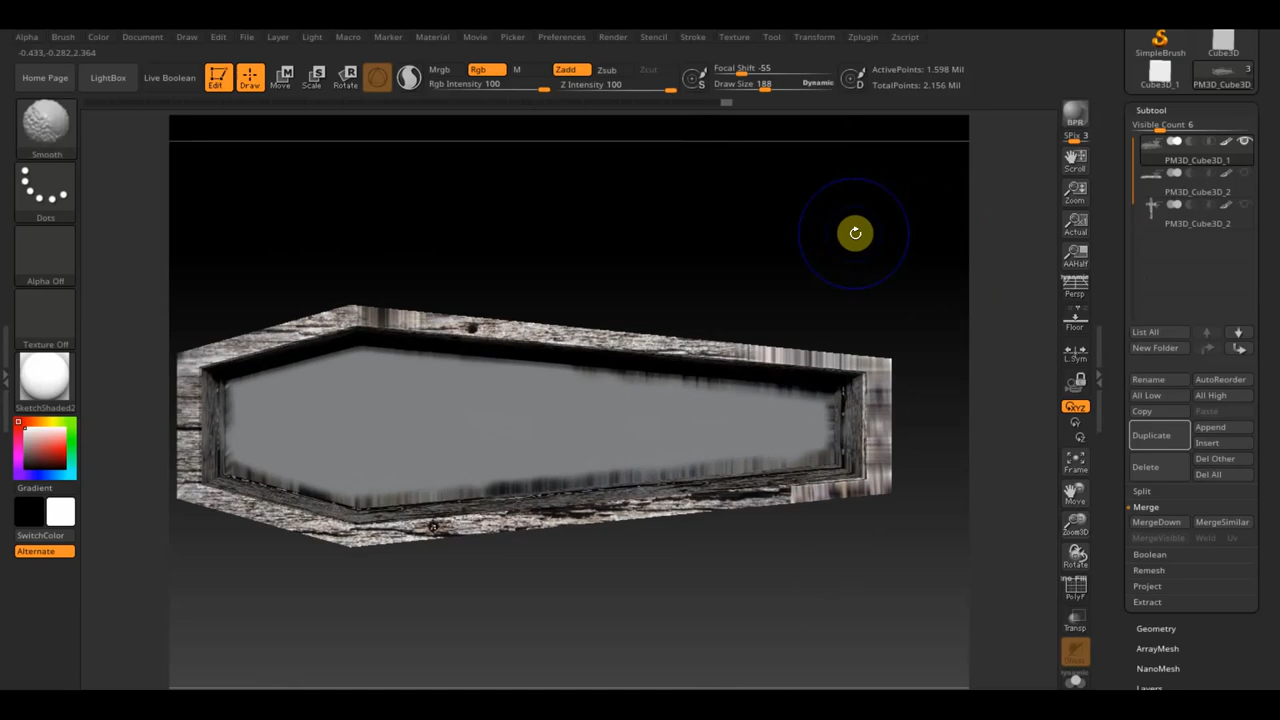 Alpha Brush Color Document Draw Edit File Layer Light Macro Marker Material Movie Picker Preferences Render Stencil Stroke Texture Tool Transform Zplugin Zscript
-0.433,-0.282,2.364
Home Page LightBox Live Boolean Edit Draw Move Scale Rotate
Mrgb Rgb M Zadd Zsub Zcut
Rgb Intensity 100 Z Intensity 100
S Focal Shift -55
Draw Size 188 Dynamic
D ActivePoints: 1.598 Mil
TotalPoints: 2.156 Mil
Smooth
Dots
Alpha Off
Texture Off
SketchShaded2
Gradient
SwitchColor
Alternate
BPR
SPix 3
Scroll
Zoom
Actual
AAHalf
Persp
Floor
L.Sym
XYZ
Frame
Move
Zoom3D
Rotate
PolyF
Transp
SimpleBrush Cube3D
3
Cube3D_1 PM3D_Cube3D_
Subtool
Visible Count 6
PM3D_Cube3D_1
PM3D_Cube3D_2
PM3D_Cube3D_2
List All
New Folder
Rename AutoReorder
All Low All High
Copy Paste
Duplicate Append
Insert
Delete Del Other
Del All
Split
Merge
MergeDown MergeSimilar
MergeVisible Weld Uv
Boolean
Remesh
Project
Extract
Geometry
ArrayMesh
NanoMesh
Layers